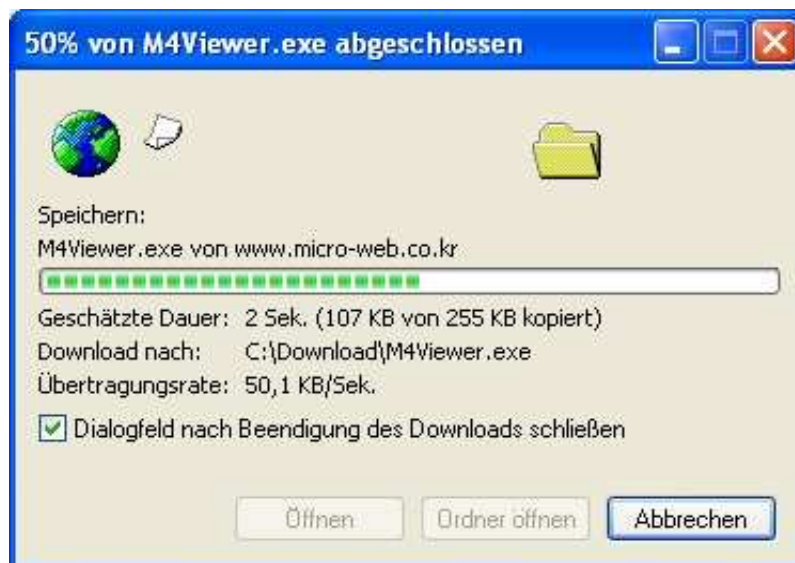 50% von M4Viewer.exe abgeschlossen
Speichern:
M4Viewer.exe von www.micro-web.co.kr
Geschätzte Dauer: 2 Sek. (107 KB von 255 KB kopiert)
Download nach: C:\Download\M4Viewer.exe
Übertragungsrate: 50,1 KB/Sek.
Dialogfeld nach Beendigung des Downloads schließen
Öffnen Ordner öffnen Abbrechen